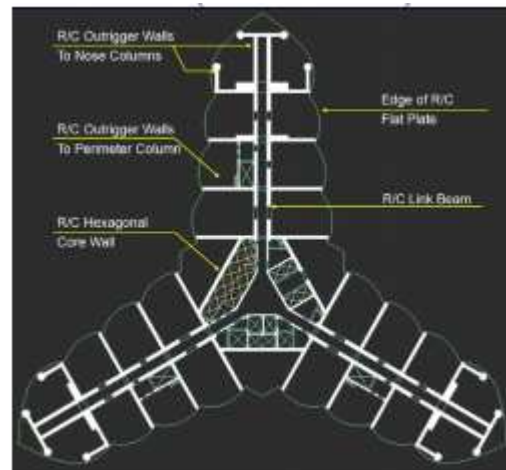 R/C Outrigger Walls
To Nose Columns
Edge of R/C
Flat Plate
R/C Outrigger Walls
To Perimeter Column
R/C Link Beam
R/C Hexagonal
Core Wall